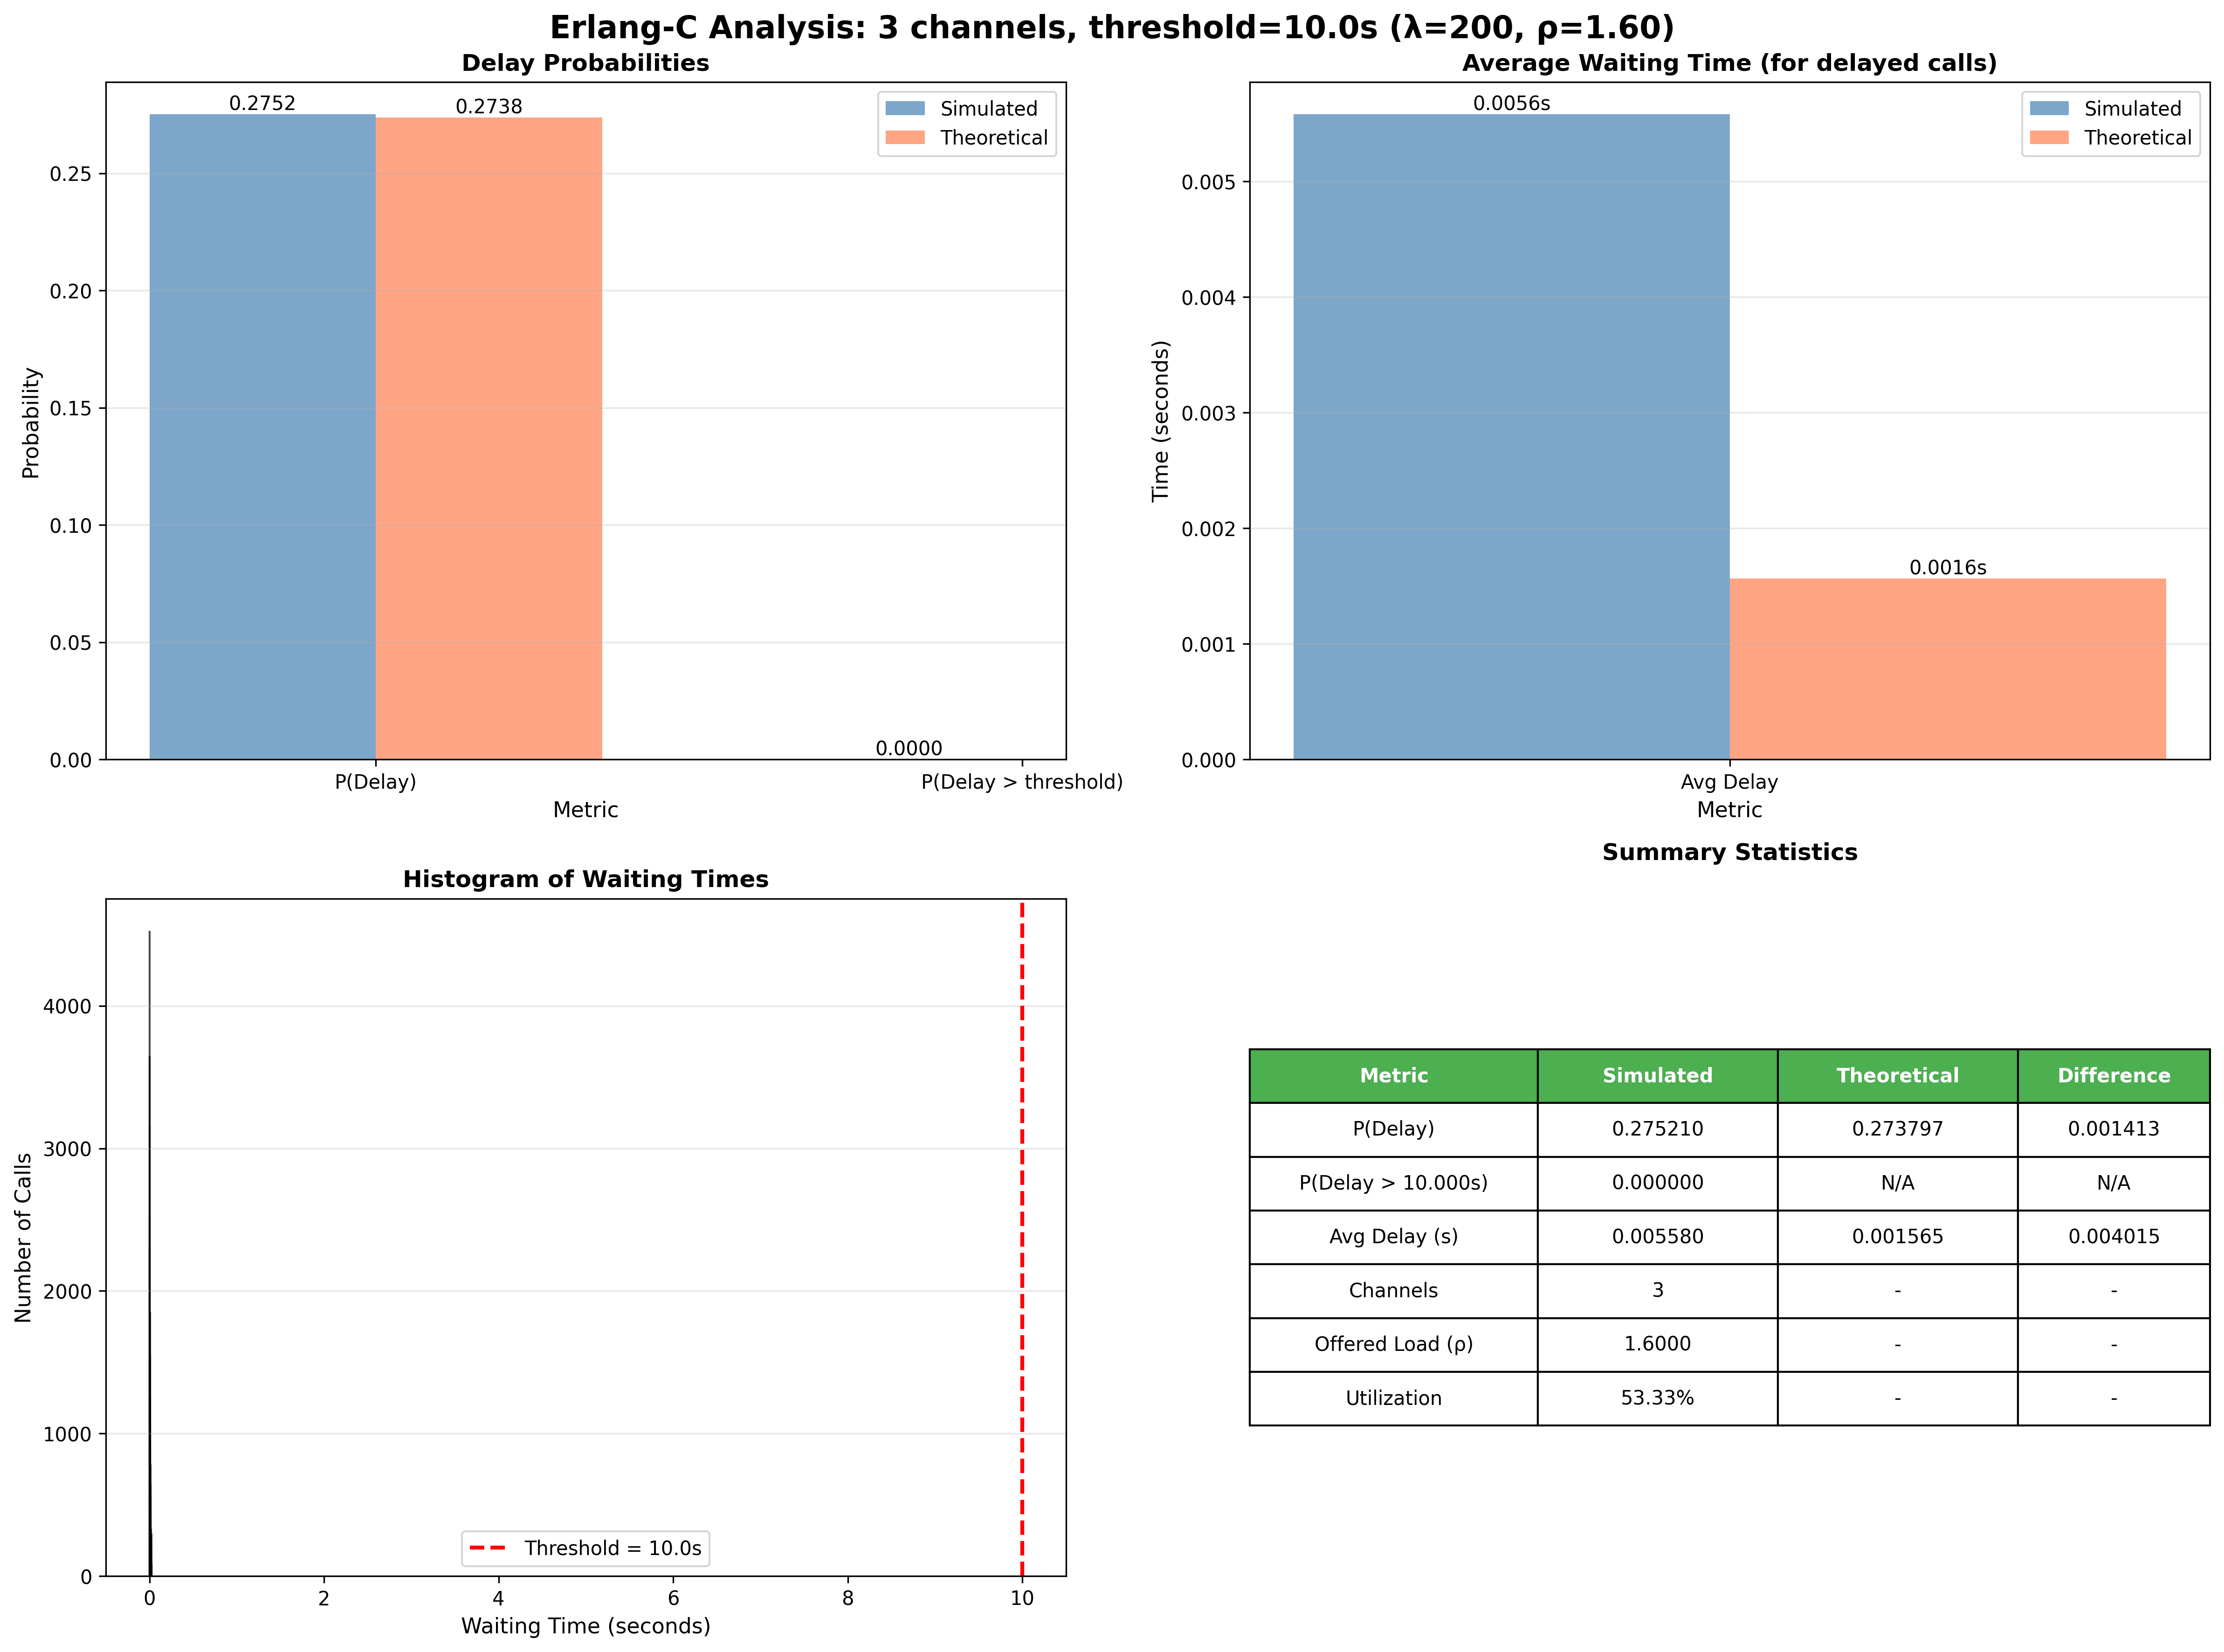 Erlang-C Analysis: 3 channels, threshold=10.0s (λ=200, ρ=1.60)
Delay Probabilities
0.2752
0.2738
0.0000
Simulated
Theoretical
0.25
0.20
0.15
0.10
0.05
0.00
Probability
P(Delay)
P(Delay > threshold)
Metric
Average Waiting Time (for delayed calls)
0.0056s
0.0016s
Simulated
Theoretical
0.005
0.004
0.003
0.002
0.001
0.000
Time (seconds)
Avg Delay
Metric
Histogram of Waiting Times
4000
3000
2000
1000
0
Number of Calls
Threshold = 10.0s
0 2 4 6 8 10
Waiting Time (seconds)
Summary Statistics
Metric Simulated Theoretical Difference
P(Delay) 0.275210 0.273797 0.001413
P(Delay > 10.000s) 0.000000 N/A N/A
Avg Delay (s) 0.005580 0.001565 0.004015
Channels 3 - -
Offered Load (ρ) 1.6000 - -
Utilization 53.33% - -